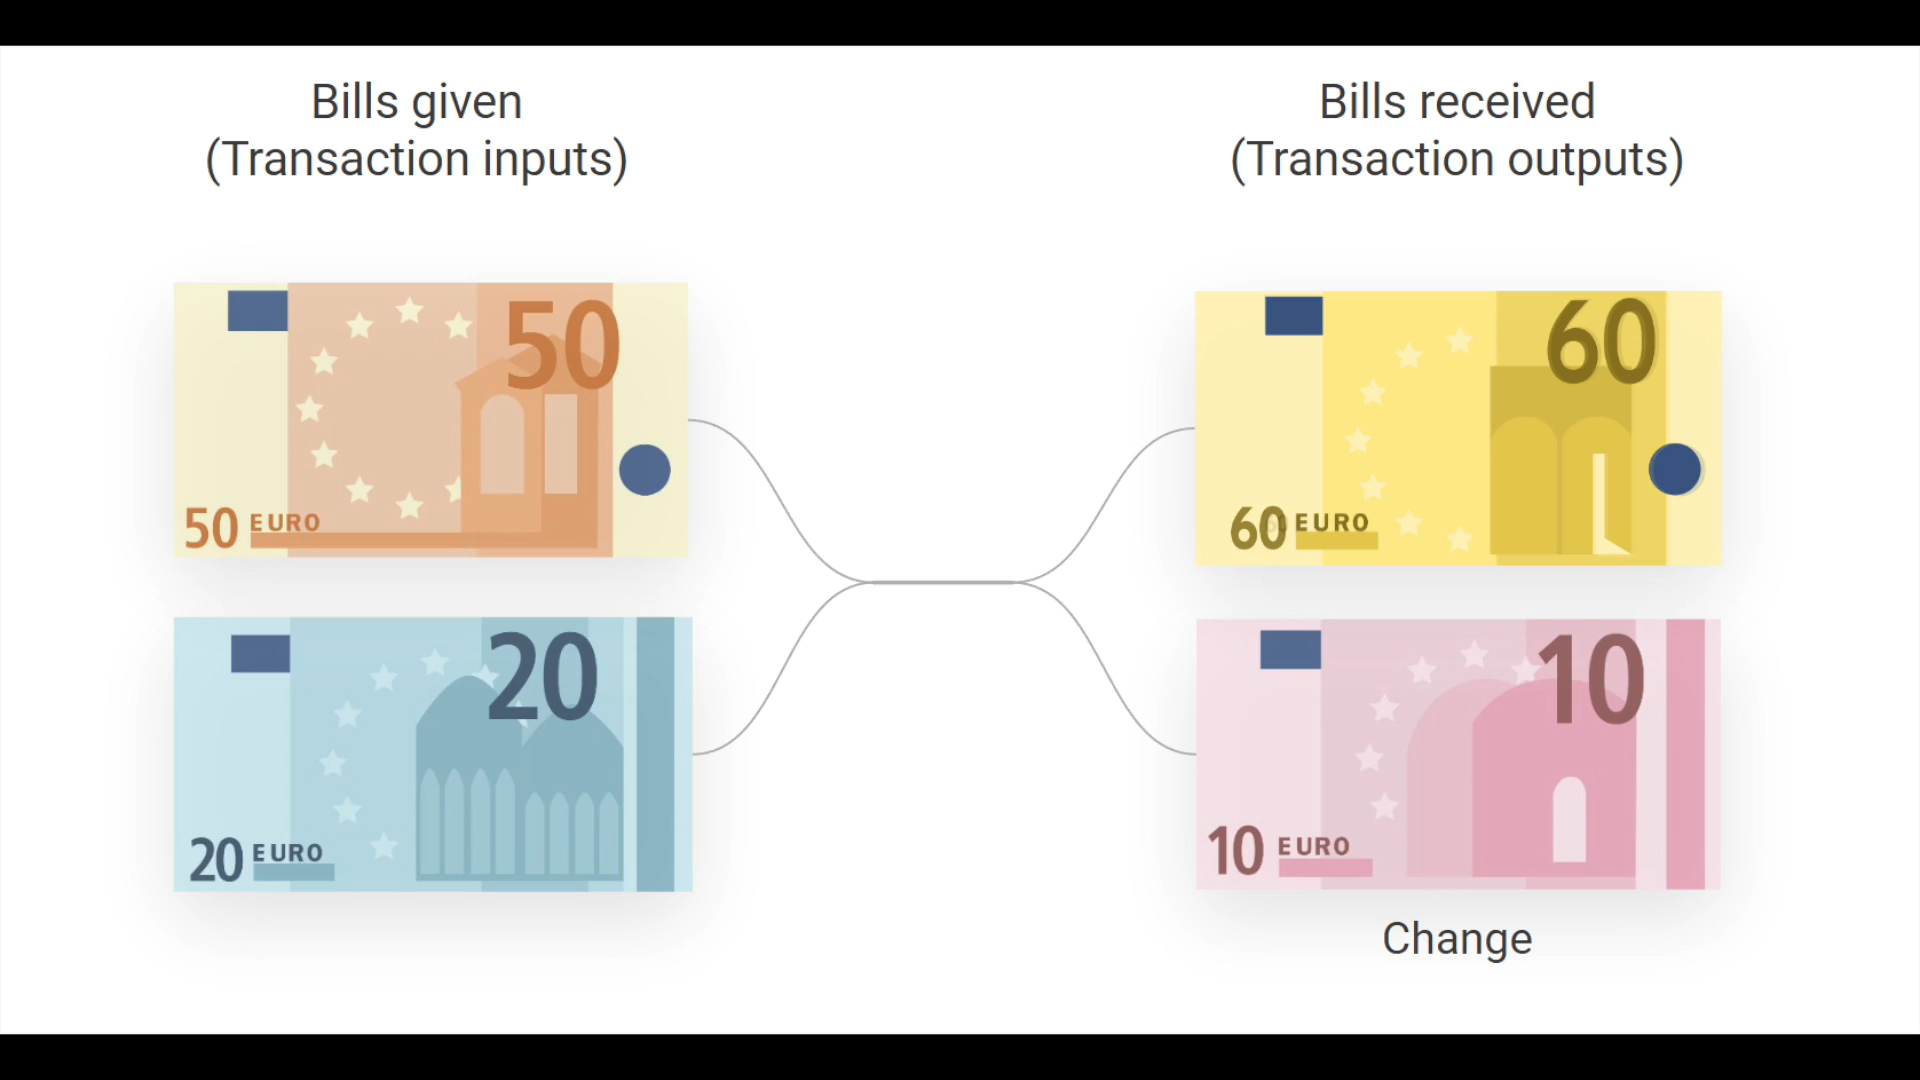 Bills given
(Transaction inputs)
Bills received
(Transaction outputs)
50
50 EURO
60
60 EURO
20
20 EURO
10
10 EURO
Change